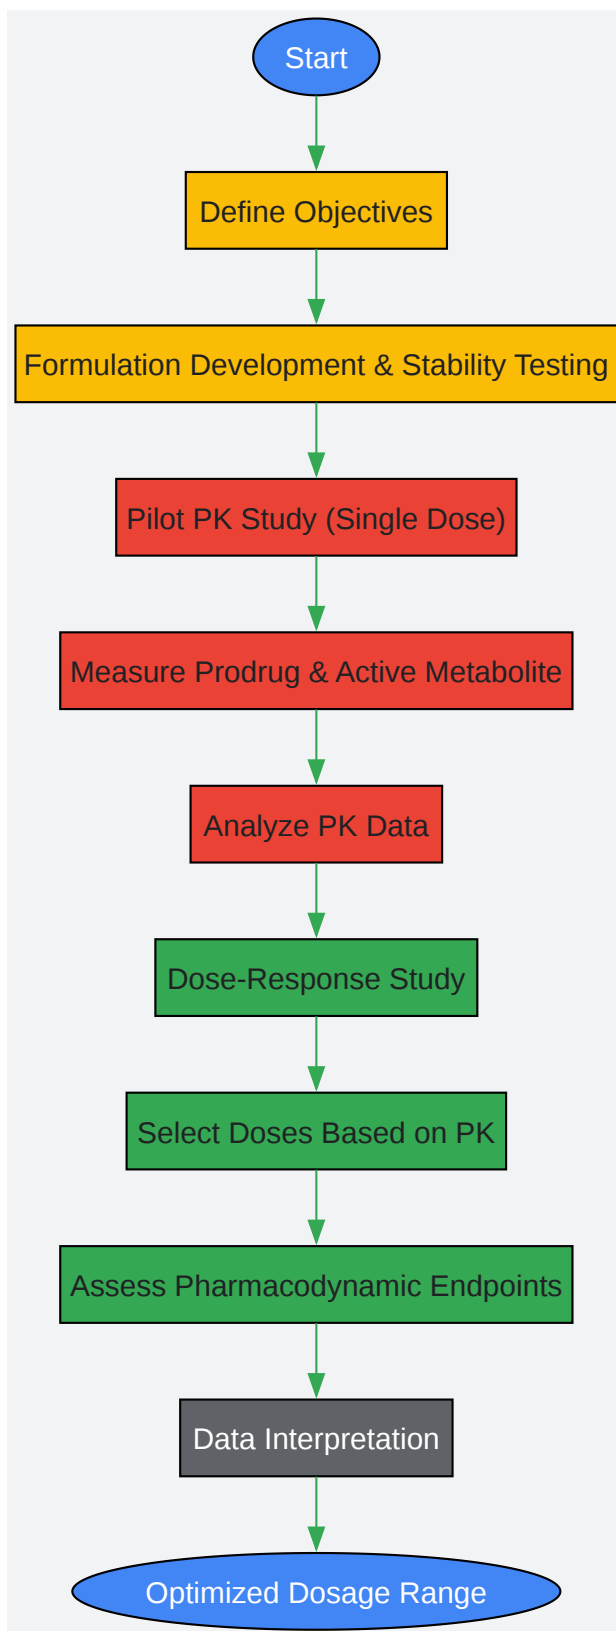 Start
Define Objectives
Formulation Development & Stability Testing
Pilot PK Study (Single Dose)
Measure Prodrug & Active Metabolite
Analyze PK Data
Dose-Response Study
Select Doses Based on PK
Assess Pharmacodynamic Endpoints
Data Interpretation
Optimized Dosage Range